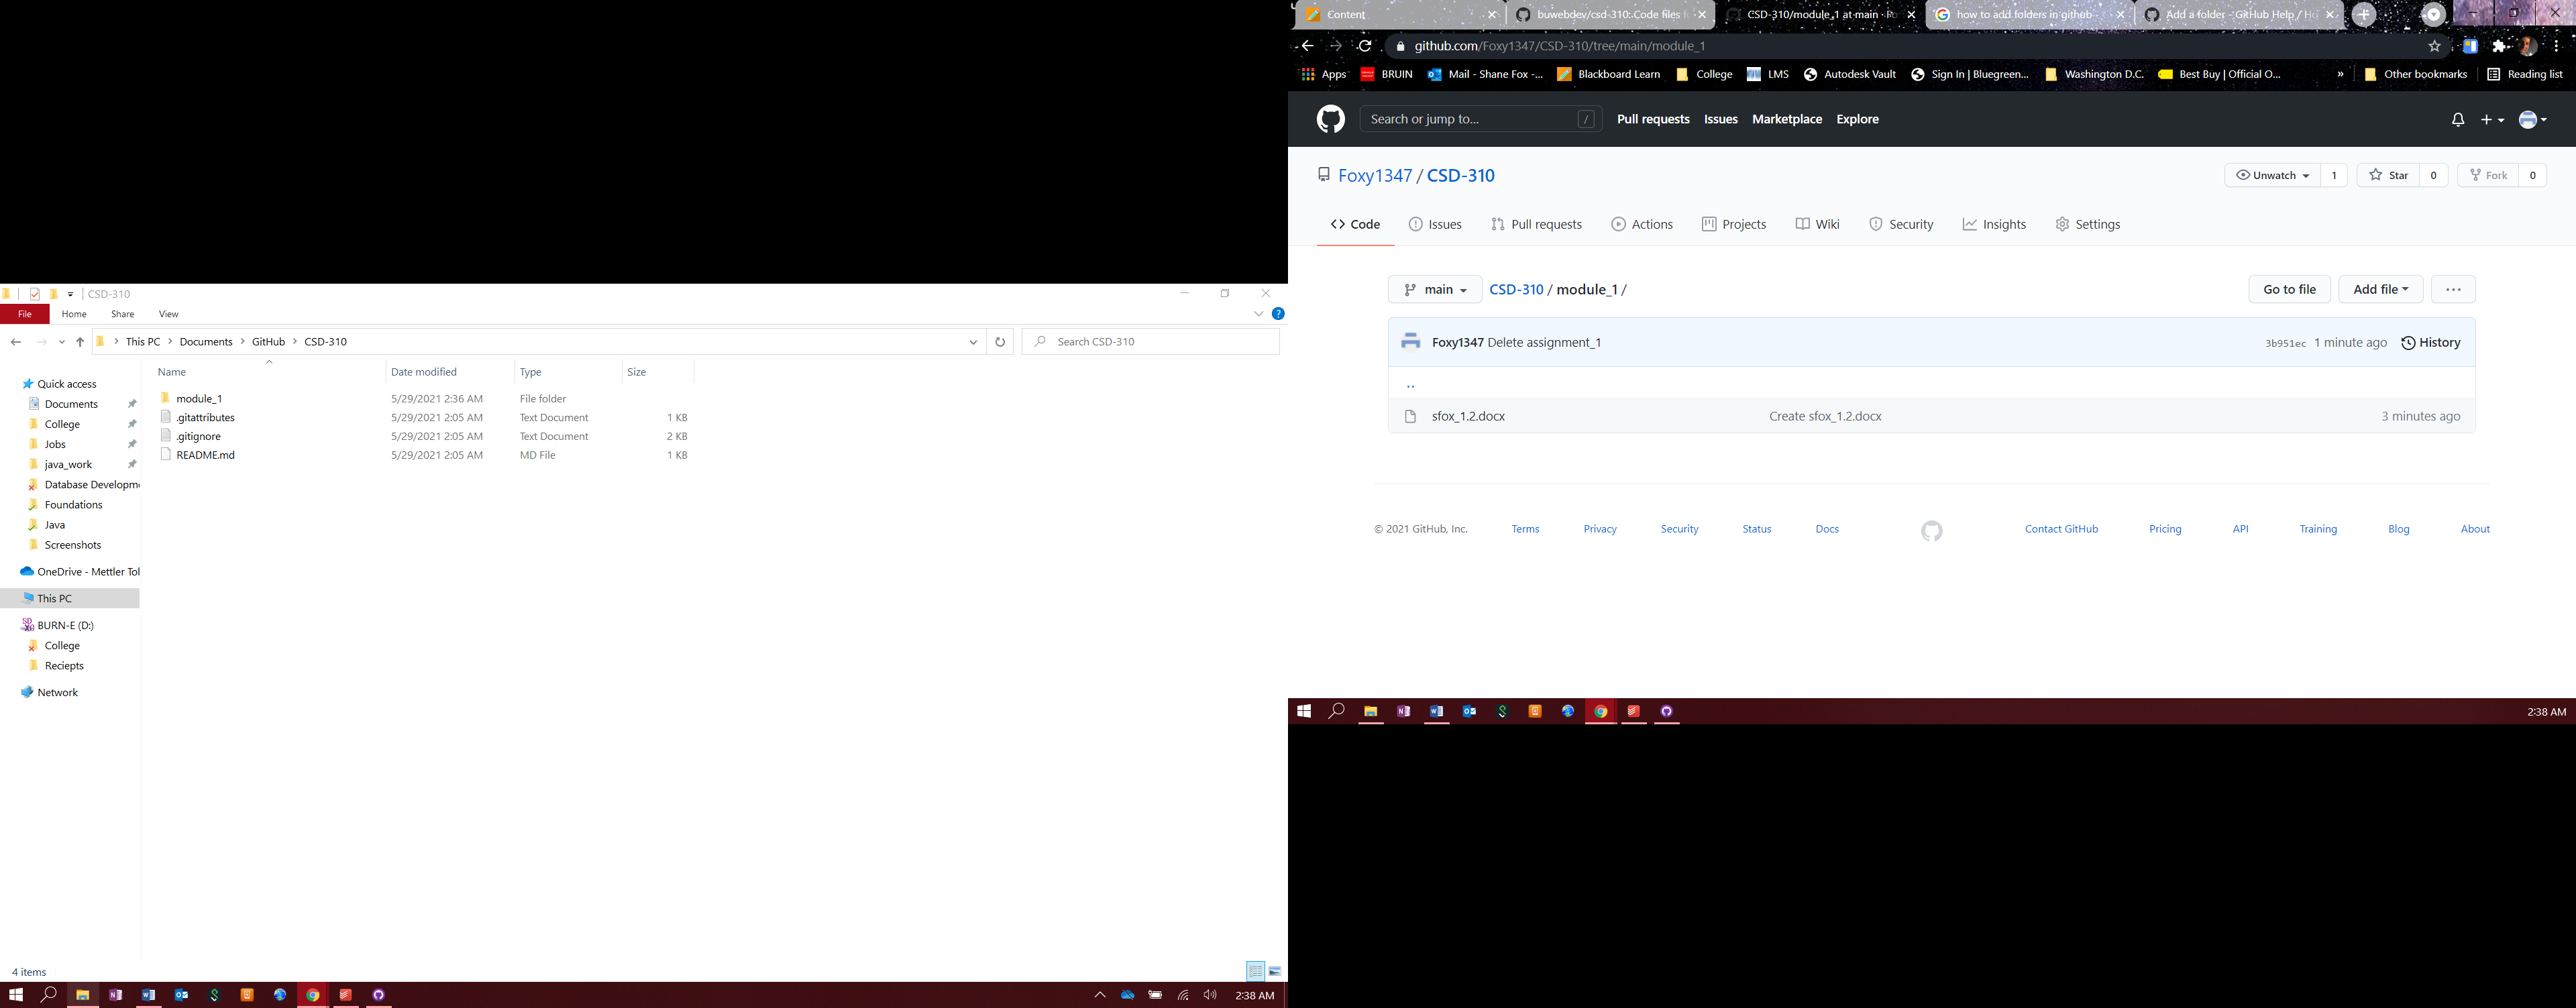 CSD-310
File Home Share View
This PC > Documents > GitHub > CSD-310
Search CSD-310
Name Date modified Type Size
module_1 5/29/2021 2:36 AM File folder
.gitattributes 5/29/2021 2:05 AM Text Document 1 KB
.gitignore 5/29/2021 2:05 AM Text Document 2 KB
README.md 5/29/2021 2:05 AM MD File 1 KB
Quick access
Documents
College
Jobs
java_work
Database Developm
Foundations
Java
Screenshots
OneDrive - Mettler Tol
This PC
BURN-E (D:)
College
Reciepts
Network
4 items
2:38 AM
Content
buwebdev/csd-310: Code files f
CSD-310/module_1 at main · Fo
how to add folders in github -
Add a folder - GitHub Help / Ho
github.com/Foxy1347/CSD-310/tree/main/module_1
Apps BRUIN Mail - Shane Fox -... Blackboard Learn College LMS Autodesk Vault Sign In | Bluegreen... Washington D.C. Best Buy | Official O... » Other bookmarks Reading list
Search or jump to... / Pull requests Issues Marketplace Explore
Foxy1347 / CSD-310
Unwatch 1 Star 0 Fork 0
Code Issues Pull requests Actions Projects Wiki Security Insights Settings
main CSD-310 / module_1 / Go to file Add file ...
Foxy1347 Delete assignment_1 3b951ec 1 minute ago History
..
sfox_1.2.docx Create sfox_1.2.docx 3 minutes ago
© 2021 GitHub, Inc. Terms Privacy Security Status Docs Contact GitHub Pricing API Training Blog About
2:38 AM